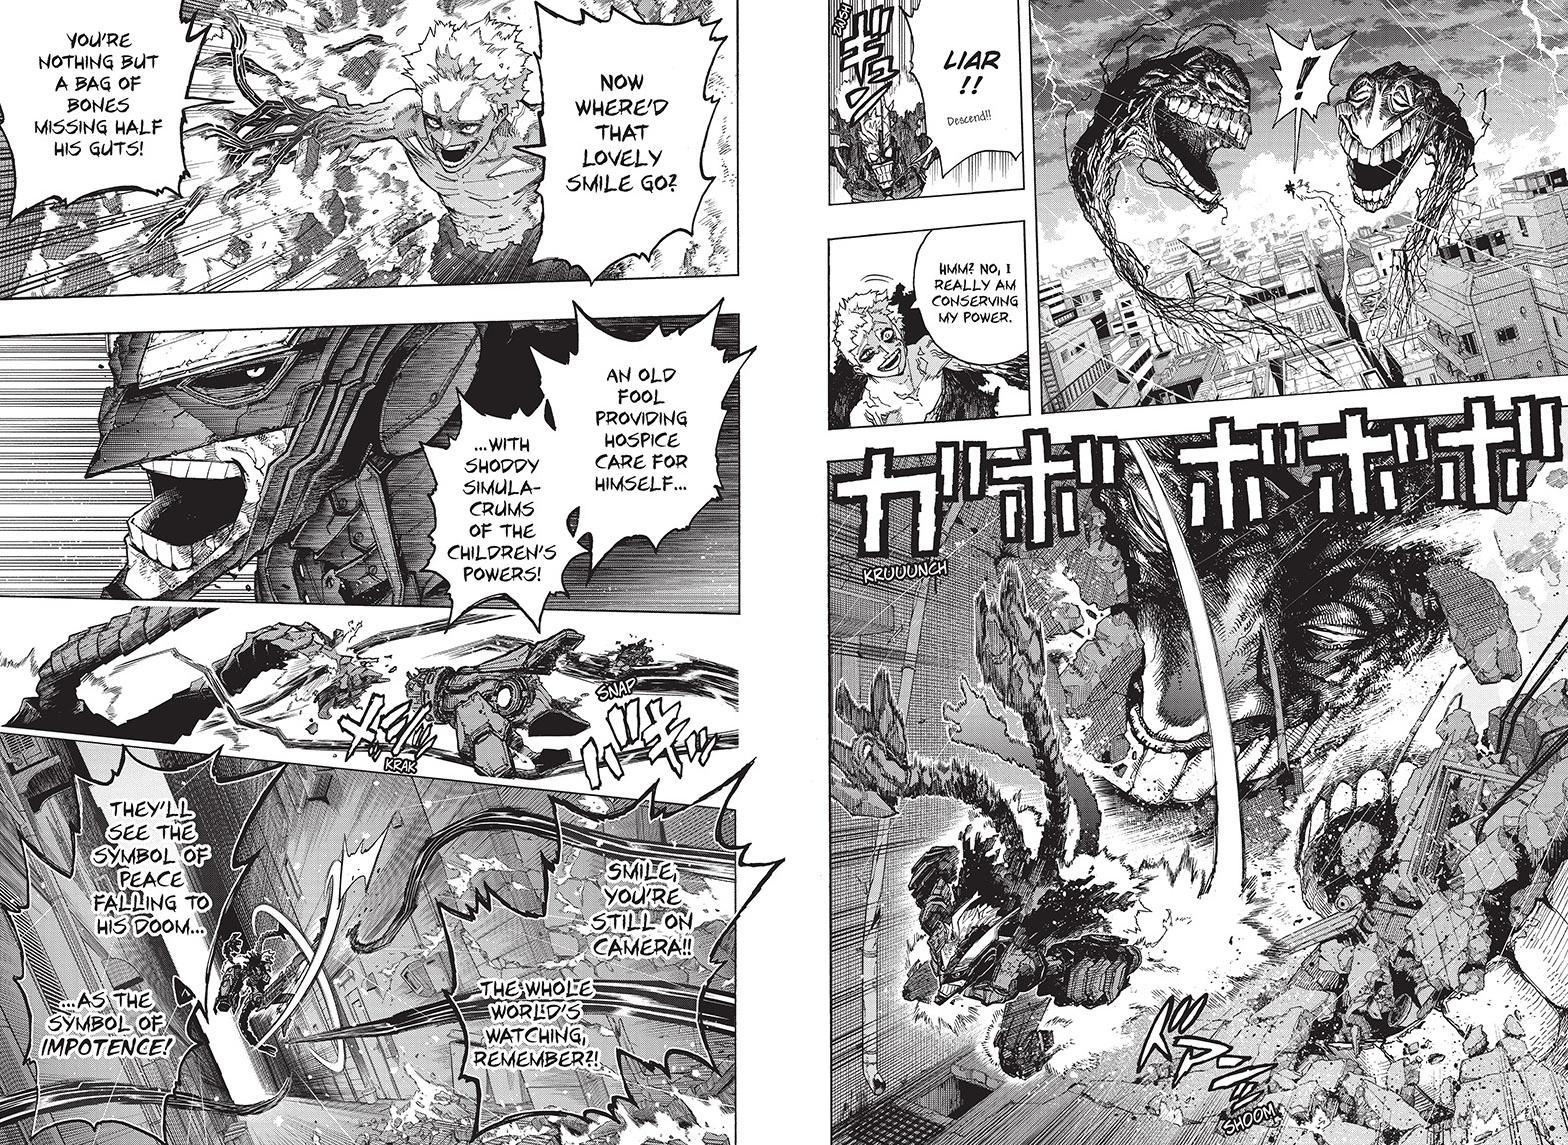 !
LIAR
!!
Descend!!
HMM? NO, I
REALLY AM
CONSERVING
MY POWER.
ガボボボボ
KRUUUNCH
SHOOM
NOW
WHERE'D
THAT
LOVELY
SMILE GO?
YOU'RE
NOTHING BUT
A BAG OF
BONES
MISSING HALF
HIS GUTS!
AN OLD
FOOL
PROVIDING
HOSPICE
CARE FOR
HIMSELF...
...WITH
SHODDY
SIMULA-
CRUMS
OF THE
CHILDREN'S
POWERS!
SNAP
バキッ
KRAK
SMILE,
YOU'RE
STILL ON
CAMERA!!
THE WHOLE
WORLD'S
WATCHING,
REMEMBER?!
THEY'LL
SEE THE
SYMBOL OF
PEACE
FALLING TO
HIS DOOM...
...AS THE
SYMBOL OF
IMPOTENCE!